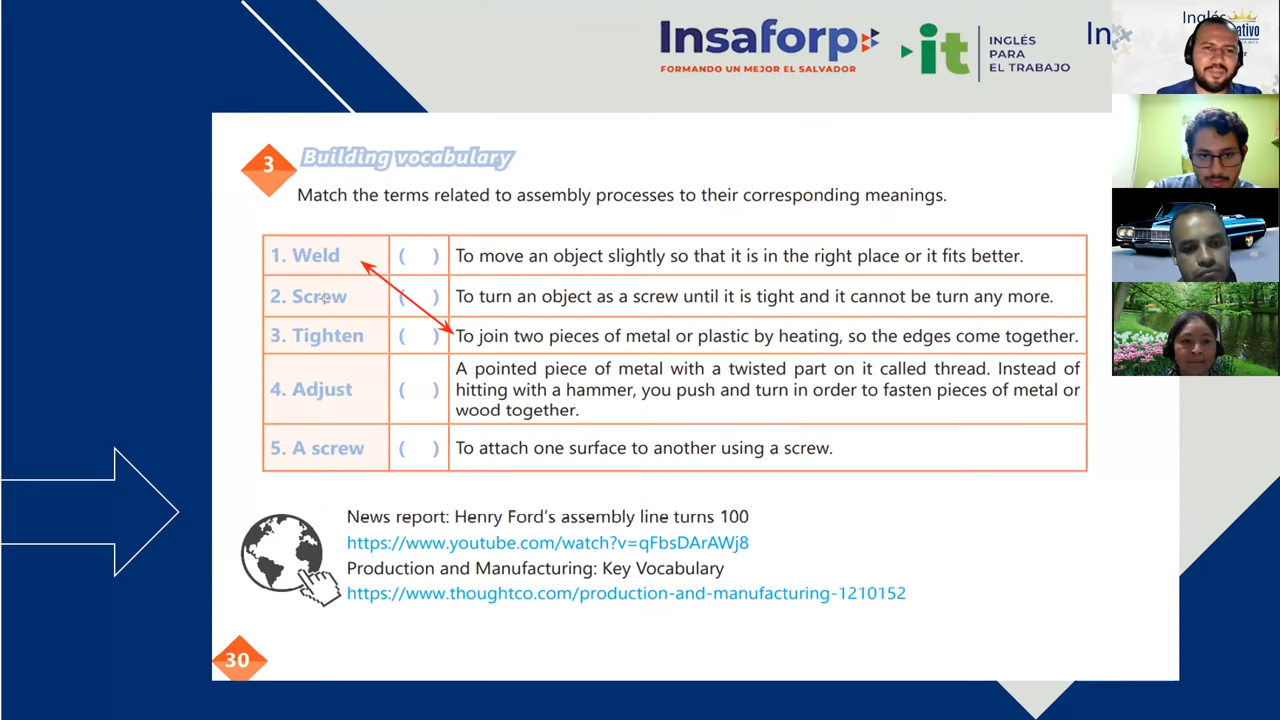 Insaforp
FORMANDO UN MEJOR EL SALVADOR
it
INGLÉS
PARA
EL TRABAJO
In
Inglés
3
Building vocabulary
Match the terms related to assembly processes to their corresponding meanings.
1. Weld ( ) To move an object slightly so that it is in the right place or it fits better.
2. Screw ( ) To turn an object as a screw until it is tight and it cannot be turn any more.
3. Tighten ( ) To join two pieces of metal or plastic by heating, so the edges come together.
4. Adjust ( ) A pointed piece of metal with a twisted part on it called thread. Instead of
hitting with a hammer, you push and turn in order to fasten pieces of metal or
wood together.
5. A screw ( ) To attach one surface to another using a screw.
News report: Henry Ford's assembly line turns 100
https://www.youtube.com/watch?v=qFbsDArAWj8
Production and Manufacturing: Key Vocabulary
https://www.thoughtco.com/production-and-manufacturing-1210152
30